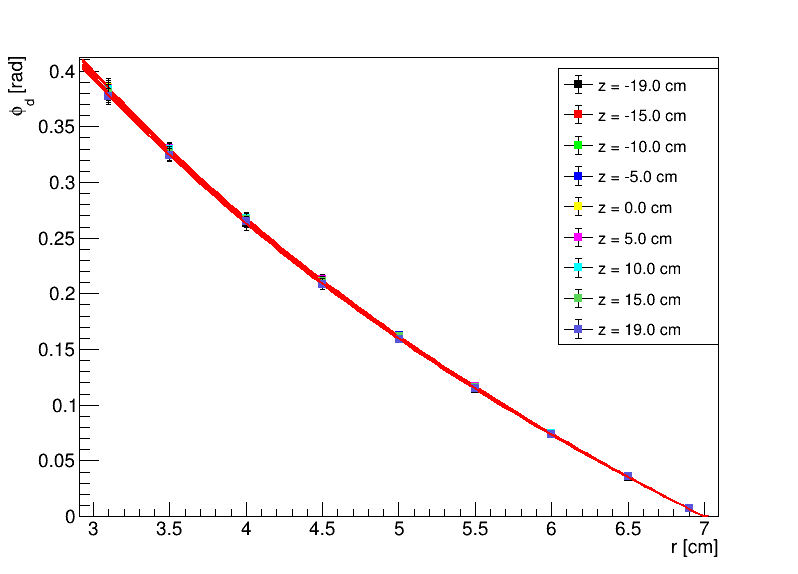 ϕd [rad]
0.4
0.35
0.3
0.25
0.2
0.15
0.1
0.05
0
z = -19.0 cm
z = -15.0 cm
z = -10.0 cm
z = -5.0 cm
z = 0.0 cm
z = 5.0 cm
z = 10.0 cm
z = 15.0 cm
z = 19.0 cm
3 3.5 4 4.5 5 5.5 6 6.5 7
r [cm]